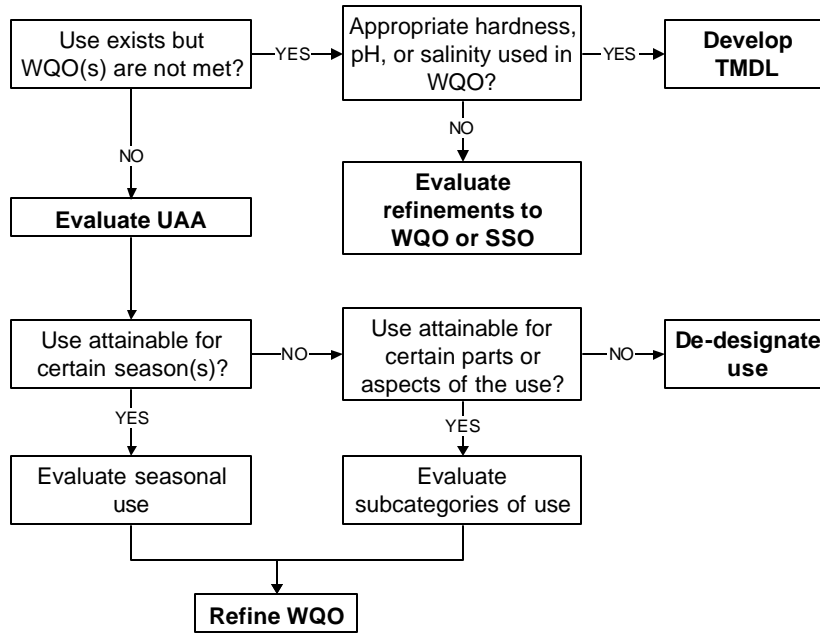 Use exists but
WQO(s) are not met?
YES
Appropriate hardness,
pH, or salinity used in
WQO?
YES
Develop
TMDL
NO
NO
Evaluate UAA
Evaluate
refinements to
WQO or SSO
Use attainable for
certain season(s)?
NO
Use attainable for
certain parts or
aspects of the use?
NO
De-designate
use
YES
YES
Evaluate seasonal
use
Evaluate
subcategories of use
Refine WQO